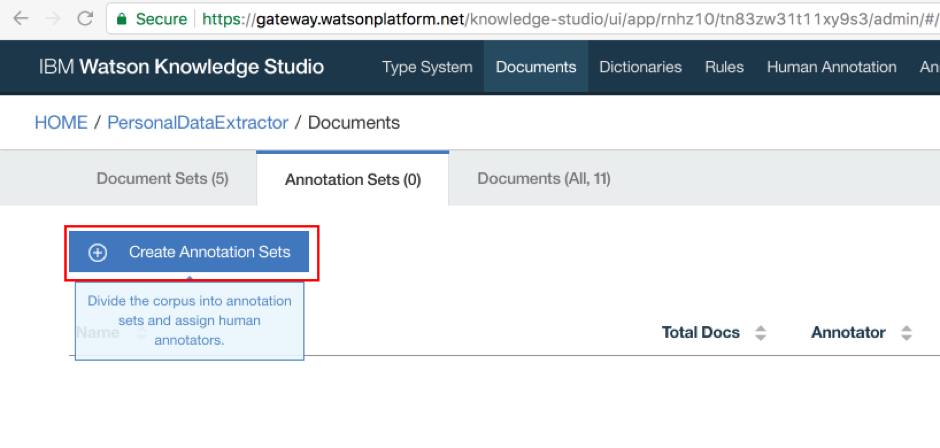 Secure https://gateway.watsonplatform.net/knowledge-studio/ui/app/rnhz10/tn83zw31t11xy9s3/admin/#/
IBM Watson Knowledge Studio Type System Documents Dictionaries Rules Human Annotation An
HOME / PersonalDataExtractor / Documents
Document Sets (5) Annotation Sets (0) Documents (All, 11)
Create Annotation Sets
Divide the corpus into annotation
sets and assign human
annotators.
Name Total Docs Annotator